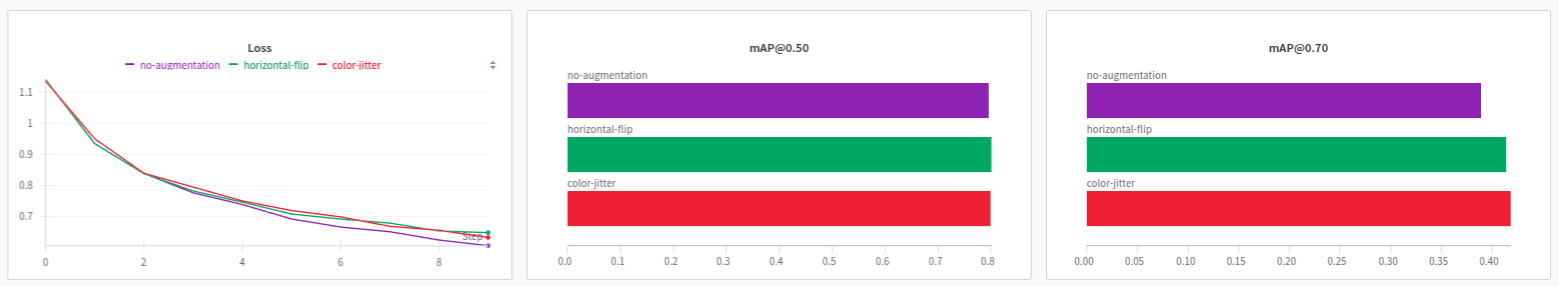 Loss
no-augmentation horizontal-flip color-jitter
1.1
1
0.9
0.8
0.7
Step
0 2 4 6 8
mAP@0.50
no-augmentation
horizontal-flip
color-jitter
0.0 0.1 0.2 0.3 0.4 0.5 0.6 0.7 0.8
mAP@0.70
no-augmentation
horizontal-flip
color-jitter
0.00 0.05 0.10 0.15 0.20 0.25 0.30 0.35 0.40